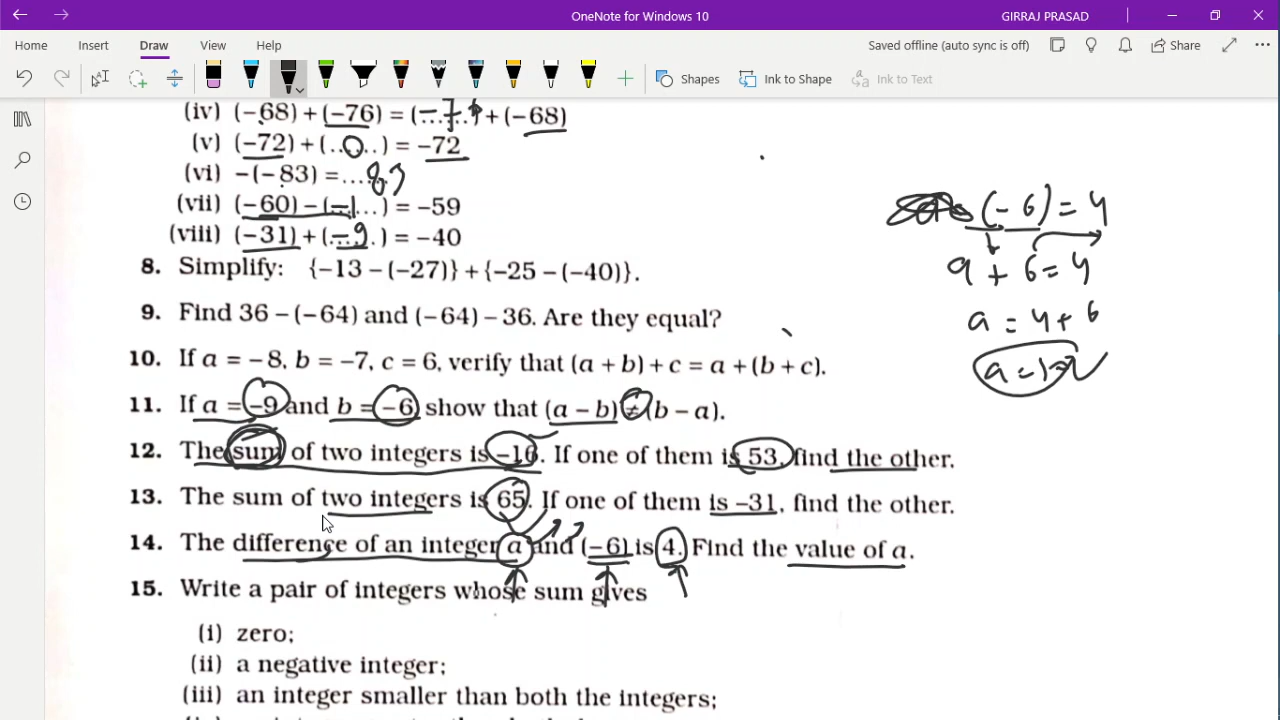 OneNote for Windows 10
GIRRAJ PRASAD
Home Insert Draw View Help
Saved offline (auto sync is off) Share
Shapes Ink to Shape Ink to Text
(iv) (−68) + (−76) = (−76) + (−68)
(v) (−72) + (..0..) = −72
(vi) −(−83) = ....83
(vii) (−60) − (−1...) = −59
(viii) (−31) + (−9.) = −40
8. Simplify: {−13 − (−27)} + {−25 − (−40)}.
9. Find 36 − (−64) and (−64) − 36. Are they equal?
10. If a = −8, b = −7, c = 6, verify that (a + b) + c = a + (b + c).
11. If a = −9 and b = −6 show that (a − b) ≠ (b − a).
12. The sum of two integers is −16. If one of them is 53, find the other.
13. The sum of two integers is 65. If one of them is −31, find the other.
14. The difference of an integer a and (−6) is 4. Find the value of a.
15. Write a pair of integers whose sum gives
(i) zero;
(ii) a negative integer;
(iii) an integer smaller than both the integers;
(−6) = 4
a + 6 = 4
a = 4 + 6